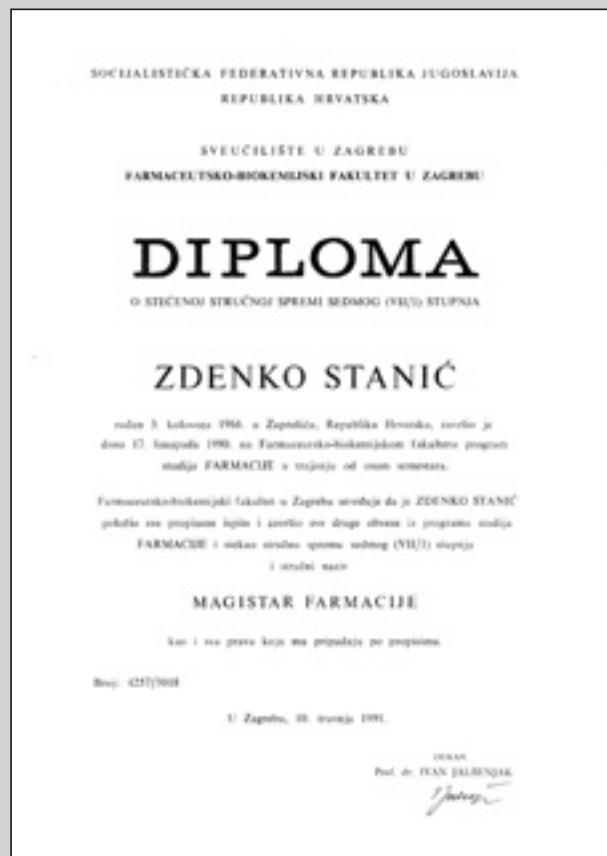 SOCIJALISTIČKA FEDERATIVNA REPUBLIKA JUGOSLAVIJA
REPUBLIKA HRVATSKA
SVEUČILIŠTE U ZAGREBU
FARMACEUTSKO-BIOKEMIJSKI FAKULTET U ZAGREBU
DIPLOMA
O STEČENOJ STRUČNOJ SPREMI SEDMOG (VII/1) STUPNJA
ZDENKO STANIĆ
rođen 3. kolovoza u Zaprešiću, Republika Hrvatska, završio je
dana 17. listopada 1990. na Farmaceutsko-biokemijskom fakultetu program
studija FARMACIJE u trajanju od osam semestara.
Farmaceutsko-biokemijski fakultet u Zagrebu utvrđuje da je ZDENKO STANIĆ
položio sve propisane ispite i završio sve druge obveze iz programa studija
FARMACIJE i stekao stručnu spremu sedmog (VII/1) stupnja
i stručni naziv
MAGISTAR FARMACIJE
kao i sva prava koja mu pripadaju po propisima.
Broj:
U Zagrebu, 10. travnja 1991.
DEKAN
Prof. dr. IVAN JALŠENJAK